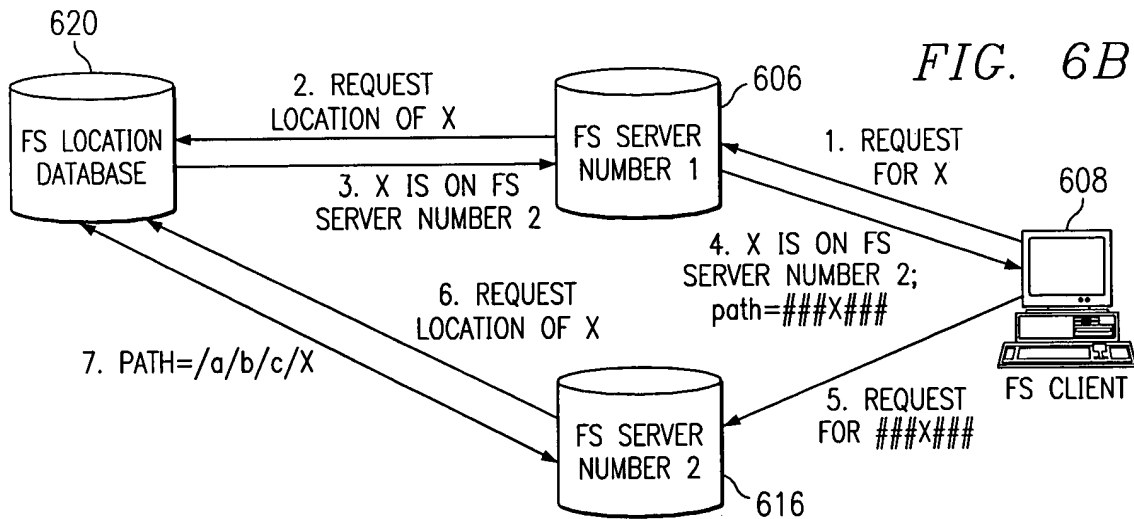 620
FIG. 6B
2. REQUEST
LOCATION OF X
606
FS LOCATION
DATABASE
FS SERVER
NUMBER 1
1. REQUEST
FOR X
3. X IS ON FS
SERVER NUMBER 2
608
4. X IS ON FS
SERVER NUMBER 2;
path=###X###
6. REQUEST
LOCATION OF X
7. PATH=/a/b/c/X
FS CLIENT
5. REQUEST
FOR ###X###
FS SERVER
NUMBER 2
616